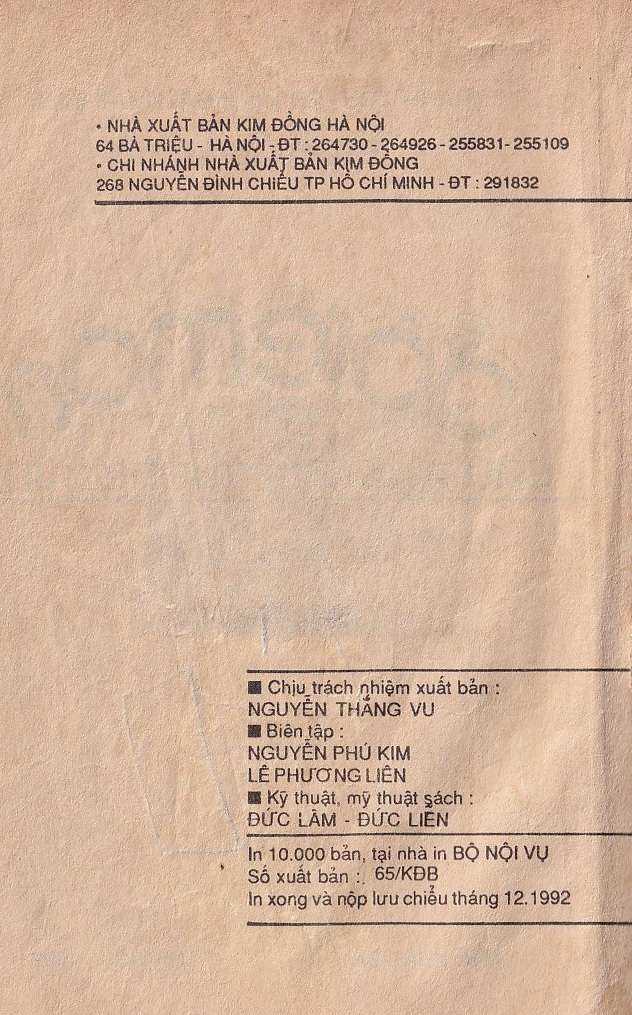 • NHÀ XUẤT BẢN KIM ĐỒNG HÀ NỘI
64 BÀ TRIỆU - HÀ NỘI - ĐT : 264730 - 264926 - 255831- 255109
• CHI NHÁNH NHÀ XUẤT BẢN KIM ĐỒNG
268 NGUYỄN ĐÌNH CHIỂU TP HỒ CHÍ MINH - ĐT : 291832
■ Chịu trách nhiệm xuất bản :
NGUYỄN THẮNG VU
■ Biên tập :
NGUYỄN PHÚ KIM
LÊ PHƯƠNG LIÊN
■ Kỹ thuật, mỹ thuật sách :
ĐỨC LÂM - ĐỨC LIÊN
In 10.000 bản, tại nhà in BỘ NỘI VỤ
Số xuất bản : 65/KĐB
In xong và nộp lưu chiểu tháng 12.1992